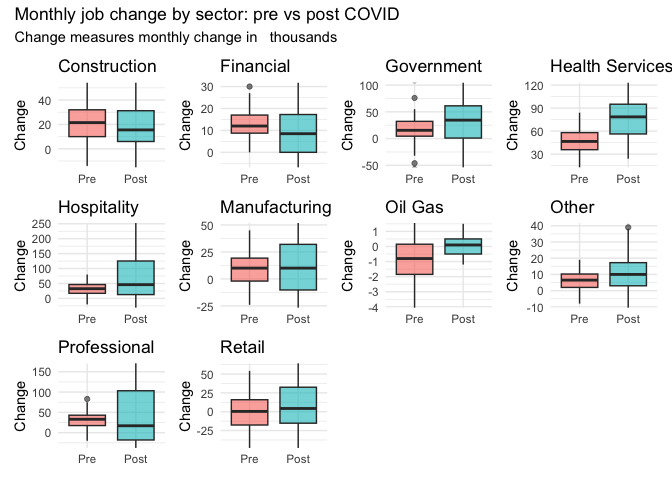 Monthly job change by sector: pre vs post COVID
Change measures monthly change in   thousands
Construction
Change
40
20
0
Pre
Post
Financial
Change
30
20
10
0
Pre
Post
Government
Change
100
50
0
-50
Pre
Post
Health Services
Change
120
90
60
30
Pre
Post
Hospitality
Change
250
200
150
100
50
0
Pre
Post
Manufacturing
Change
50
25
0
-25
Pre
Post
Oil Gas
Change
1
0
-1
-2
-3
-4
Pre
Post
Other
Change
40
30
20
10
0
-10
Pre
Post
Professional
Change
150
100
50
0
Pre
Post
Retail
Change
50
25
0
-25
Pre
Post